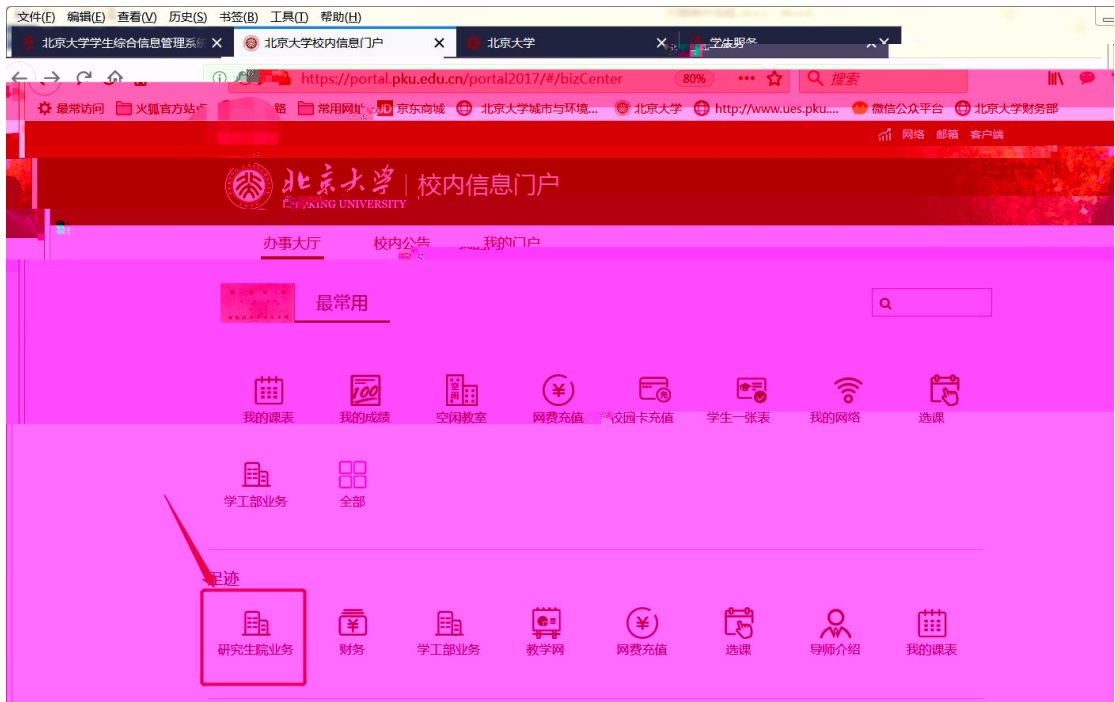 文件(F) 编辑(E) 查看(V) 历史(S) 书签(B) 工具(T) 帮助(H)
北京大学学生综合信息管理系统 北京大学校内信息门户 北京大学 学生服务
https://portal.pku.edu.cn/portal2017/#/bizCenter 80% 搜索
最常访问 火狐官方站点 路 常用网址 JD 京东商城 北京大学城市与环境... 北京大学 http://www.ues.pku.... 微信公众平台 北京大学财务部
网络 邮箱 客户端
北京大学 校内信息门户
PEKING UNIVERSITY
办事大厅 校内公告 我的门户
最常用
我的课表 我的成绩 空闲教室 网费充值 校园卡充值 学生一张表 我的网络 选课
学工部业务 全部
足迹
研究生院业务 财务 学工部业务 教学网 网费充值 选课 导师介绍 我的课表